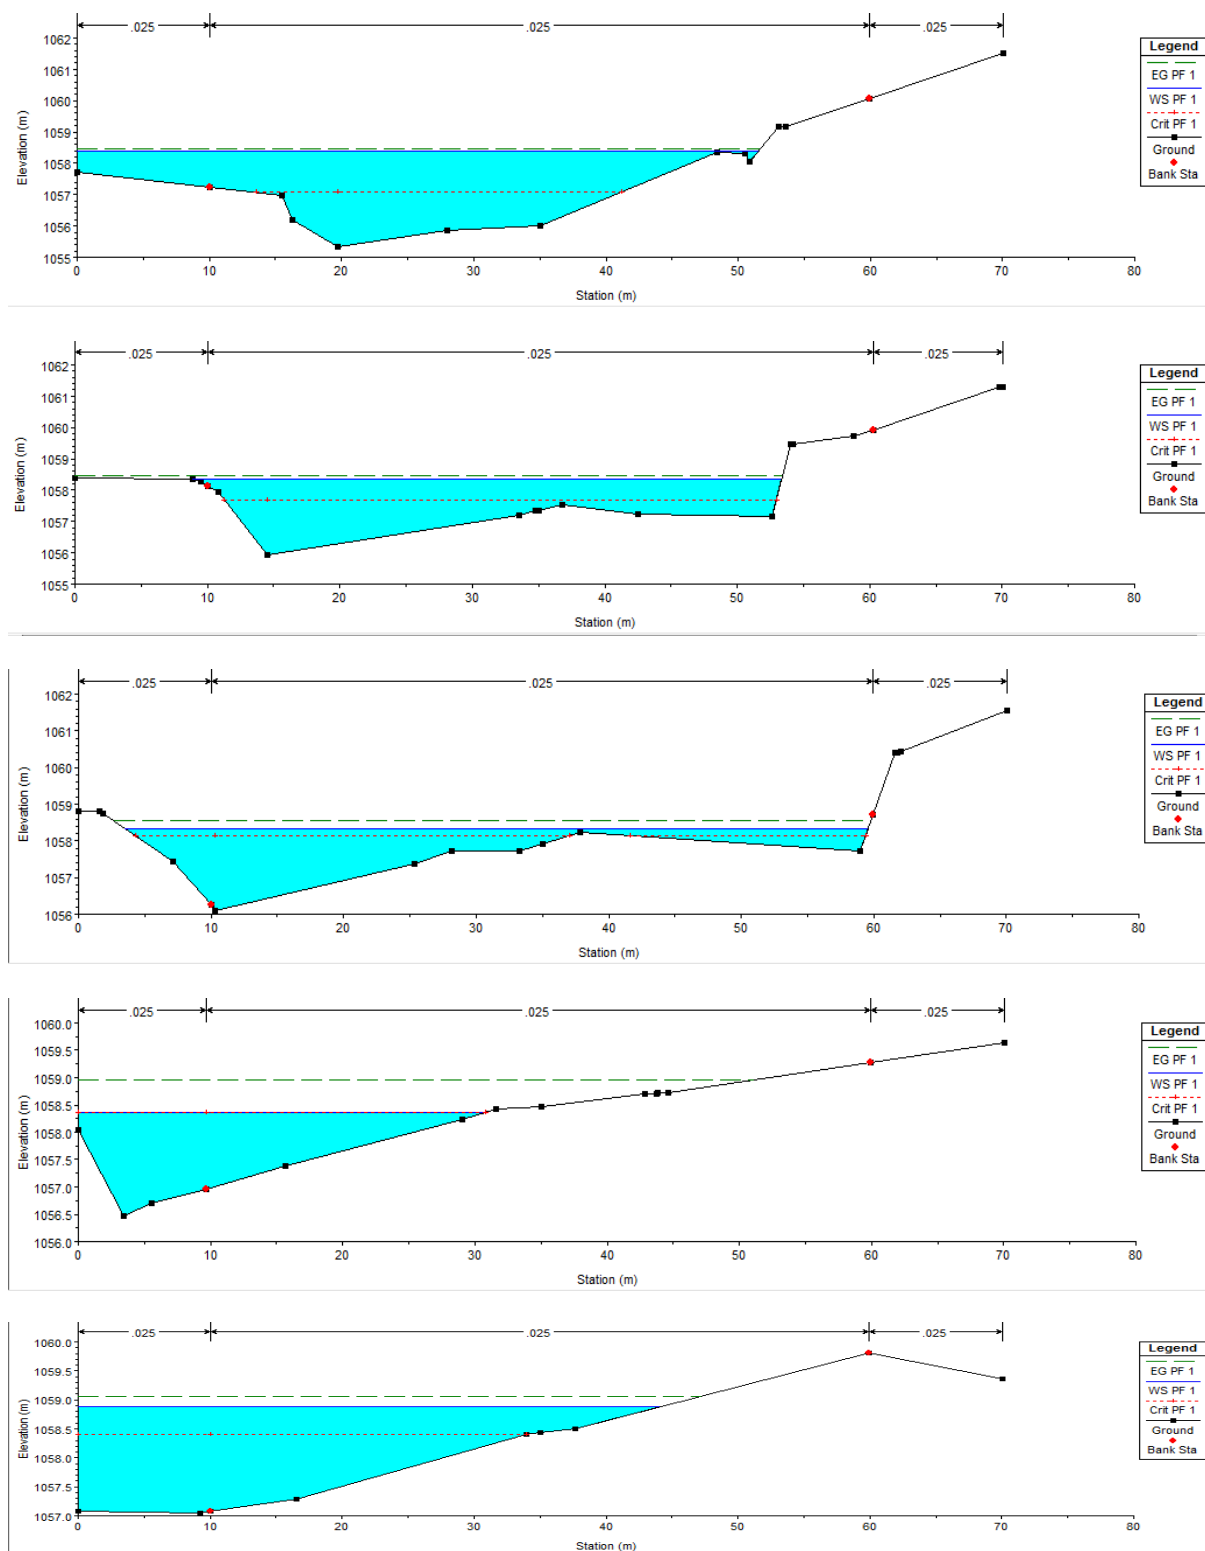 .025 .025 .025
1062
1061
1060
1059
1058
1057
1056
1055
0 10 20 30 40 50 60 70 80
Elevation (m)
Station (m)
Legend
EG PF 1
WS PF 1
Crit PF 1
Ground
Bank Sta
.025 .025 .025
1062
1061
1060
1059
1058
1057
1056
1055
0 10 20 30 40 50 60 70 80
Elevation (m)
Station (m)
Legend
EG PF 1
WS PF 1
Crit PF 1
Ground
Bank Sta
.025 .025 .025
1062
1061
1060
1059
1058
1057
1056
0 10 20 30 40 50 60 70 80
Elevation (m)
Station (m)
Legend
EG PF 1
WS PF 1
Crit PF 1
Ground
Bank Sta
.025 .025 .025
1060.0
1059.5
1059.0
1058.5
1058.0
1057.5
1057.0
1056.5
1056.0
0 10 20 30 40 50 60 70 80
Elevation (m)
Station (m)
Legend
EG PF 1
WS PF 1
Crit PF 1
Ground
Bank Sta
.025 .025 .025
1060.0
1059.5
1059.0
1058.5
1058.0
1057.5
1057.0
0 10 20 30 40 50 60 70 80
Elevation (m)
Station (m)
Legend
EG PF 1
WS PF 1
Crit PF 1
Ground
Bank Sta